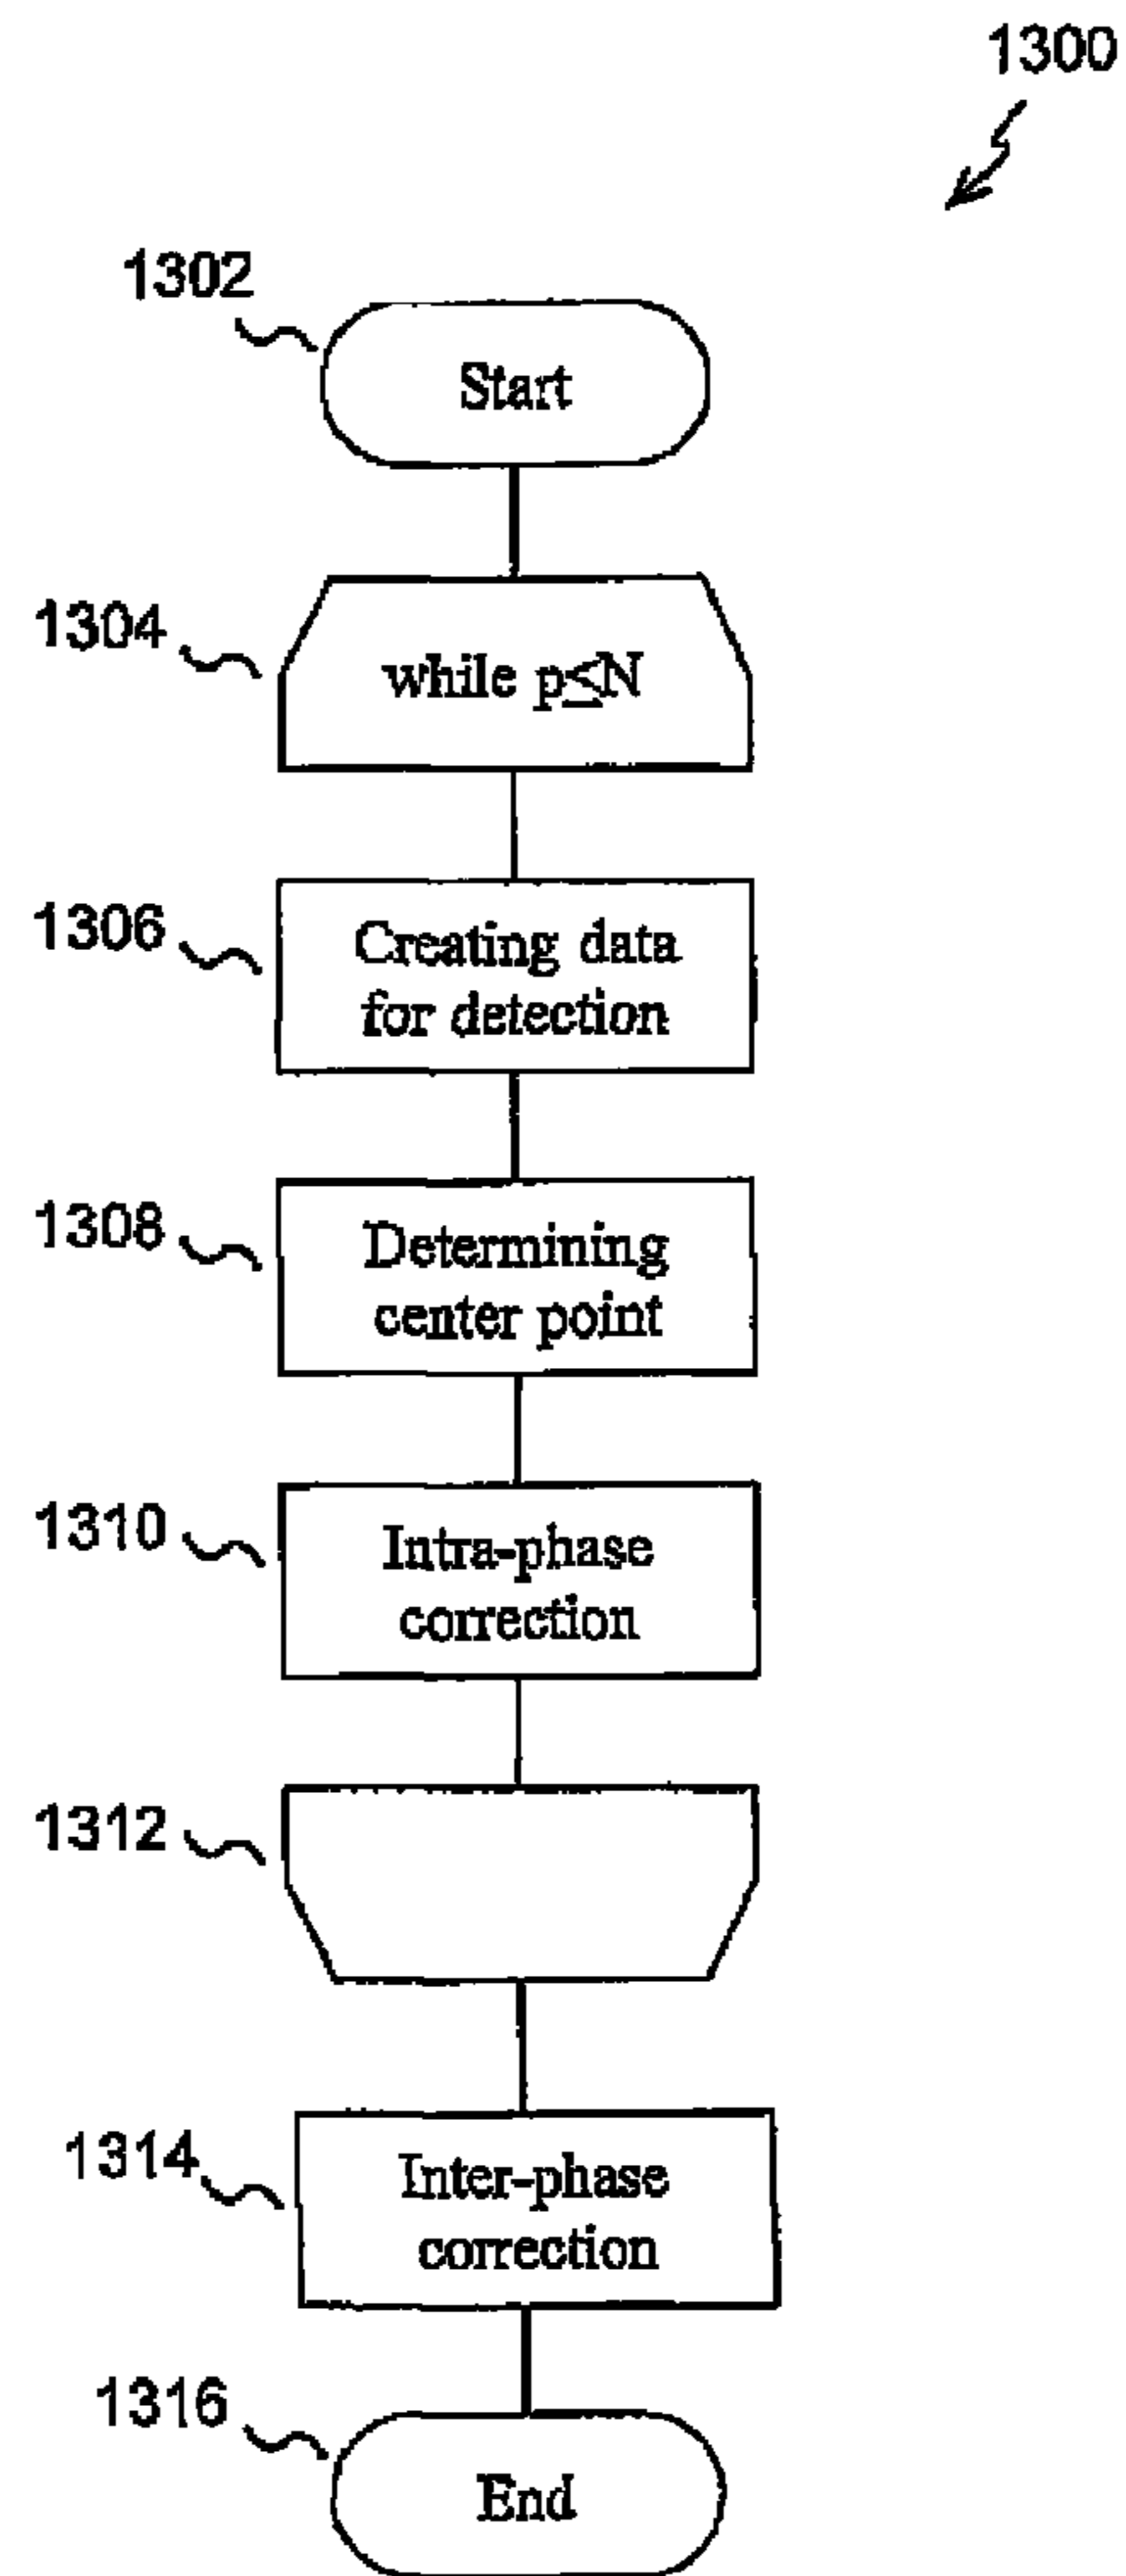 1300
1302
Start
1304
while p≤N
1306
Creating data
for detection
1308
Determining
center point
1310
Intra-phase
correction
1312
1314
Inter-phase
correction
1316
End